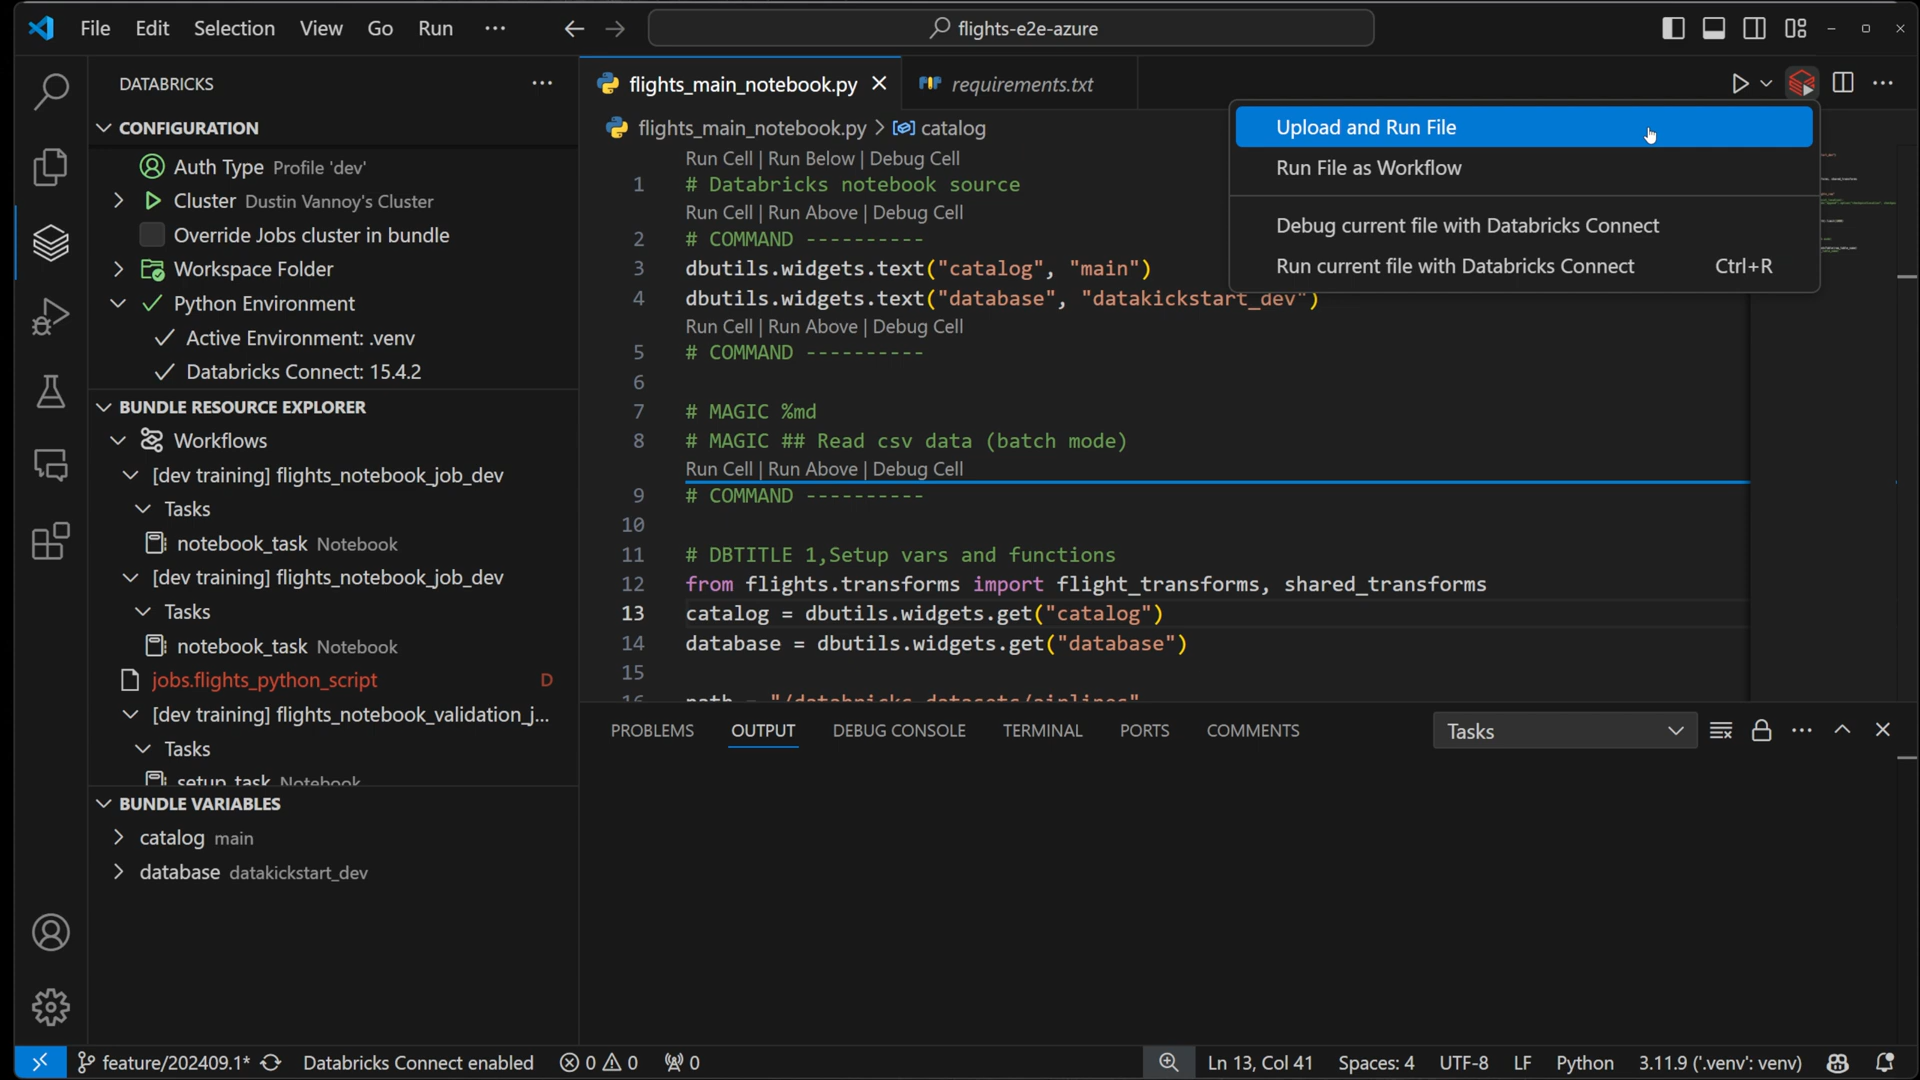 File Edit Selection View Go Run ···
flights-e2e-azure
DATABRICKS
CONFIGURATION
Auth Type Profile 'dev'
Cluster Dustin Vannoy's Cluster
Override Jobs cluster in bundle
Workspace Folder
Python Environment
Active Environment: .venv
Databricks Connect: 15.4.2
BUNDLE RESOURCE EXPLORER
Workflows
[dev training] flights_notebook_job_dev
Tasks
notebook_task Notebook
[dev training] flights_notebook_job_dev
Tasks
notebook_task Notebook
jobs.flights_python_script D
[dev training] flights_notebook_validation_j...
Tasks
setup_task Notebook
BUNDLE VARIABLES
catalog main
database datakickstart_dev
flights_main_notebook.py
requirements.txt
flights_main_notebook.py > catalog
Run Cell | Run Below | Debug Cell
1 # Databricks notebook source
Run Cell | Run Above | Debug Cell
2 # COMMAND ----------
3 dbutils.widgets.text("catalog", "main")
4 dbutils.widgets.text("database", "datakickstart_dev")
Run Cell | Run Above | Debug Cell
5 # COMMAND ----------
6
7 # MAGIC %md
8 # MAGIC ## Read csv data (batch mode)
Run Cell | Run Above | Debug Cell
9 # COMMAND ----------
10
11 # DBTITLE 1,Setup vars and functions
12 from flights.transforms import flight_transforms, shared_transforms
13 catalog = dbutils.widgets.get("catalog")
14 database = dbutils.widgets.get("database")
15
16 path = "/databricks-datasets/airlines"
Upload and Run File
Run File as Workflow
Debug current file with Databricks Connect
Run current file with Databricks Connect Ctrl+R
PROBLEMS OUTPUT DEBUG CONSOLE TERMINAL PORTS COMMENTS
Tasks
feature/202409.1* Databricks Connect enabled 0 0 0
Ln 13, Col 41 Spaces: 4 UTF-8 LF Python 3.11.9 ('.venv': venv)